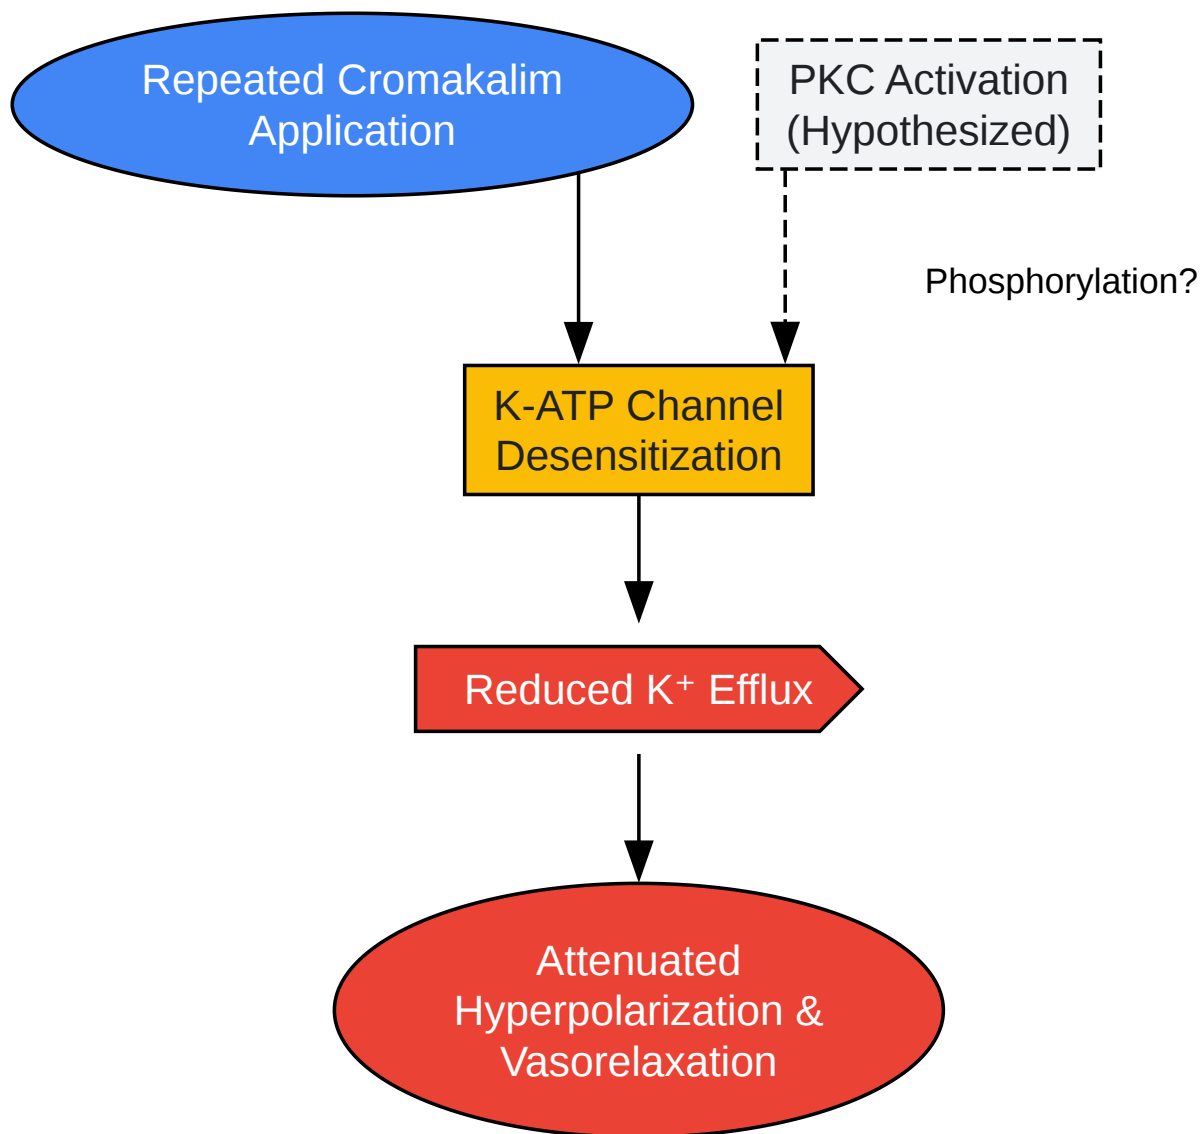 Repeated Cromakalim
Application
PKC Activation
(Hypothesized)
Phosphorylation?
K-ATP Channel
Desensitization
Reduced K⁺ Efflux
Attenuated
Hyperpolarization &
Vasorelaxation